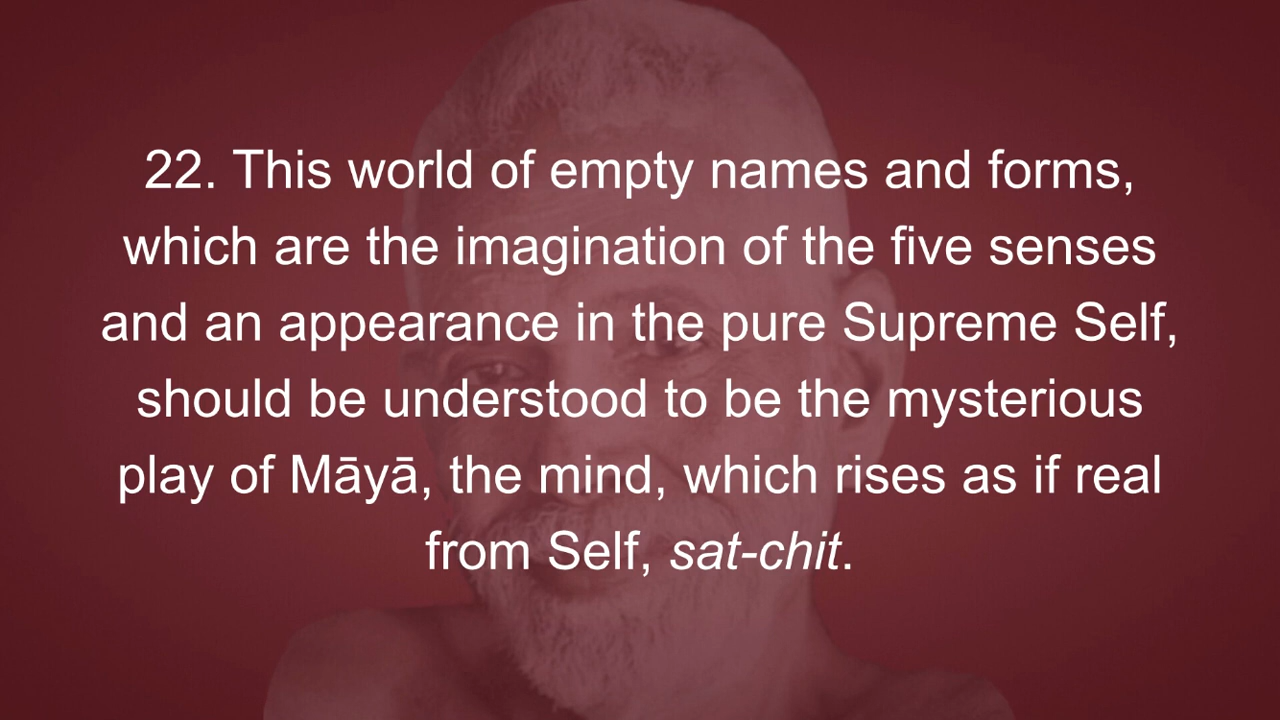 22. This world of empty names and forms,
which are the imagination of the five senses
and an appearance in the pure Supreme Self,
should be understood to be the mysterious
play of Māyā, the mind, which rises as if real
from Self, sat-chit.